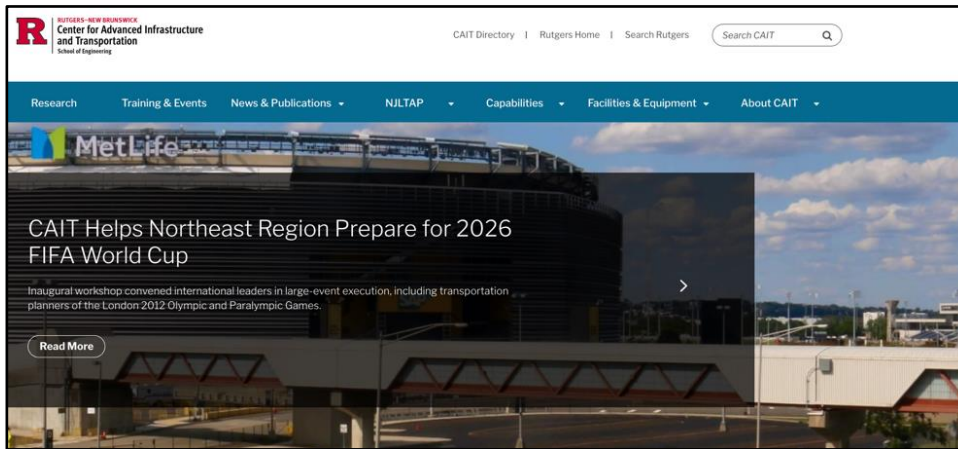 R
RUTGERS–NEW BRUNSWICK
Center for Advanced Infrastructure
and Transportation
School of Engineering
CAIT Directory | Rutgers Home | Search Rutgers
Search CAIT
Research Training & Events News & Publications NJLTAP Capabilities Facilities & Equipment About CAIT
MetLife
CAIT Helps Northeast Region Prepare for 2026
FIFA World Cup
Inaugural workshop convened international leaders in large-event execution, including transportation
planners of the London 2012 Olympic and Paralympic Games.
Read More